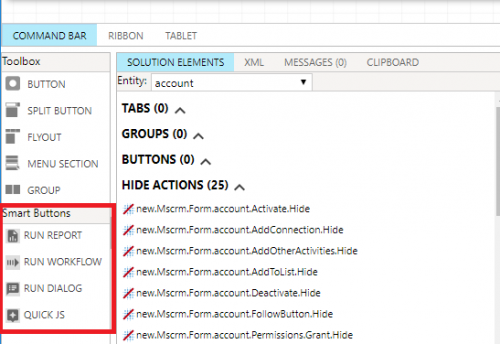 COMMAND BAR RIBBON TABLET
Toolbox
BUTTON
SPLIT BUTTON
FLYOUT
MENU SECTION
GROUP
Smart Buttons
RUN REPORT
RUN WORKFLOW
RUN DIALOG
QUICK JS
SOLUTION ELEMENTS XML MESSAGES (0) CLIPBOARD
Entity: account
TABS (0)
GROUPS (0)
BUTTONS (0)
HIDE ACTIONS (25)
new.Mscrm.Form.account.Activate.Hide
new.Mscrm.Form.account.AddConnection.Hide
new.Mscrm.Form.account.AddOtherActivities.Hide
new.Mscrm.Form.account.AddToList.Hide
new.Mscrm.Form.account.Deactivate.Hide
new.Mscrm.Form.account.FollowButton.Hide
new.Mscrm.Form.account.Permissions.Grant.Hide